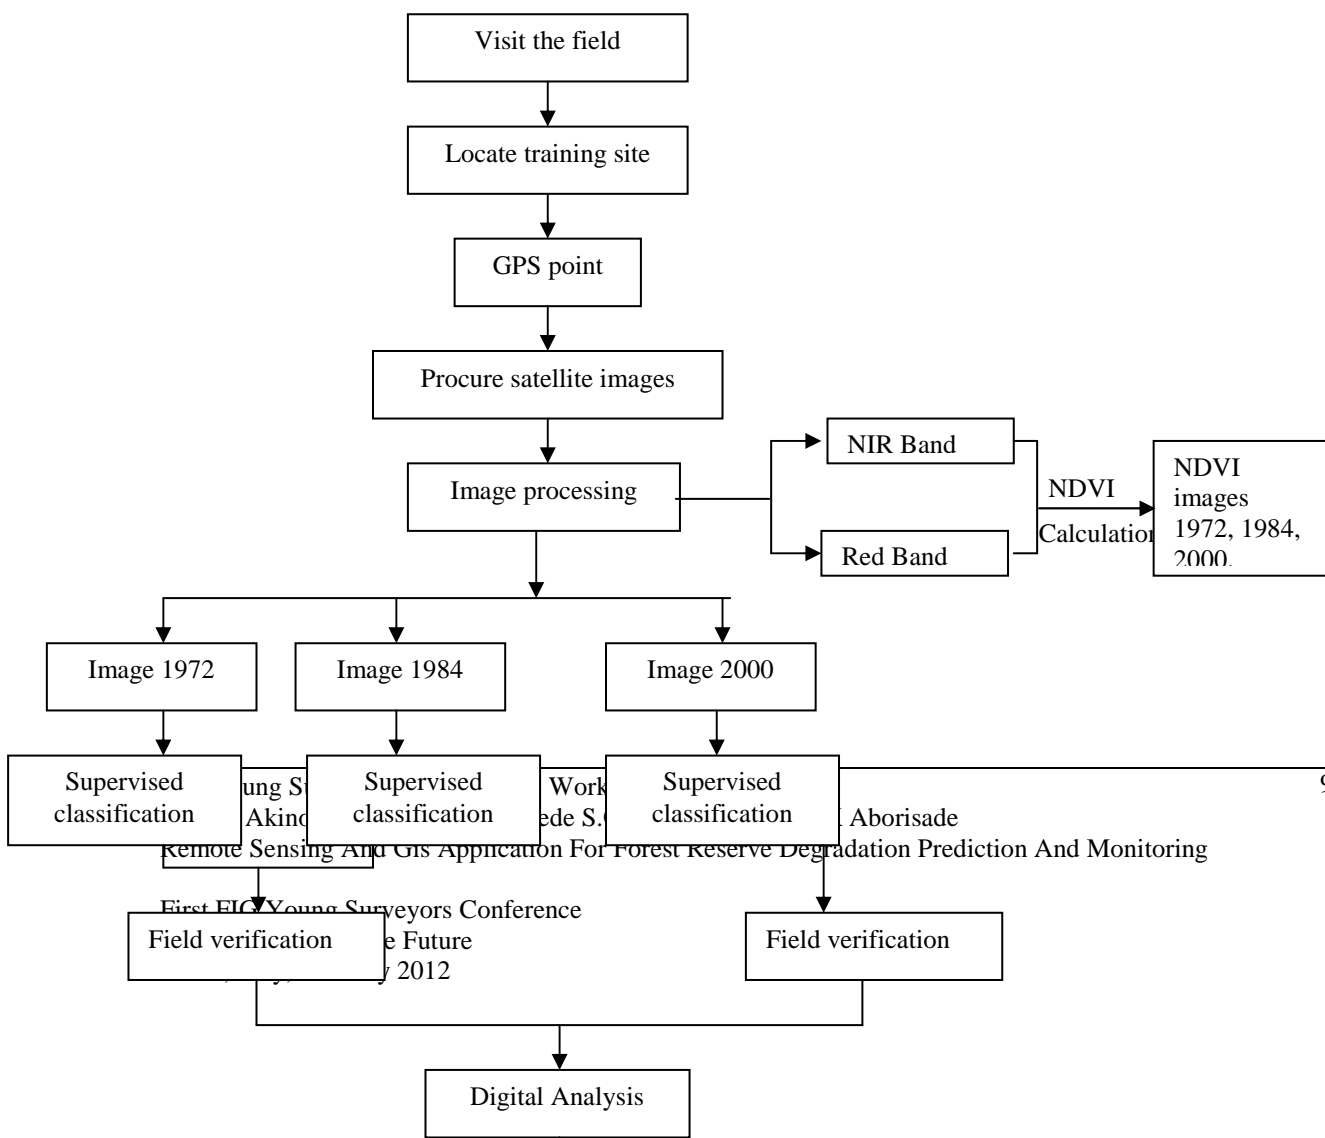 Visit the field
Locate training site
GPS point
Procure satellite images
Image processing
NIR Band
Red Band
NDVI
Calculation
NDVI
images
1972, 1984,
2000.
Image 1972
Image 1984
Image 2000
Supervised
classification
Supervised
classification
Supervised
classification
Work
9
Aborisade
Remote Sensing And Gis Application For Forest Reserve Degradation Prediction And Monitoring
First FIG Young Surveyors Conference
Field verification
Future
2012
Field verification
Digital Analysis